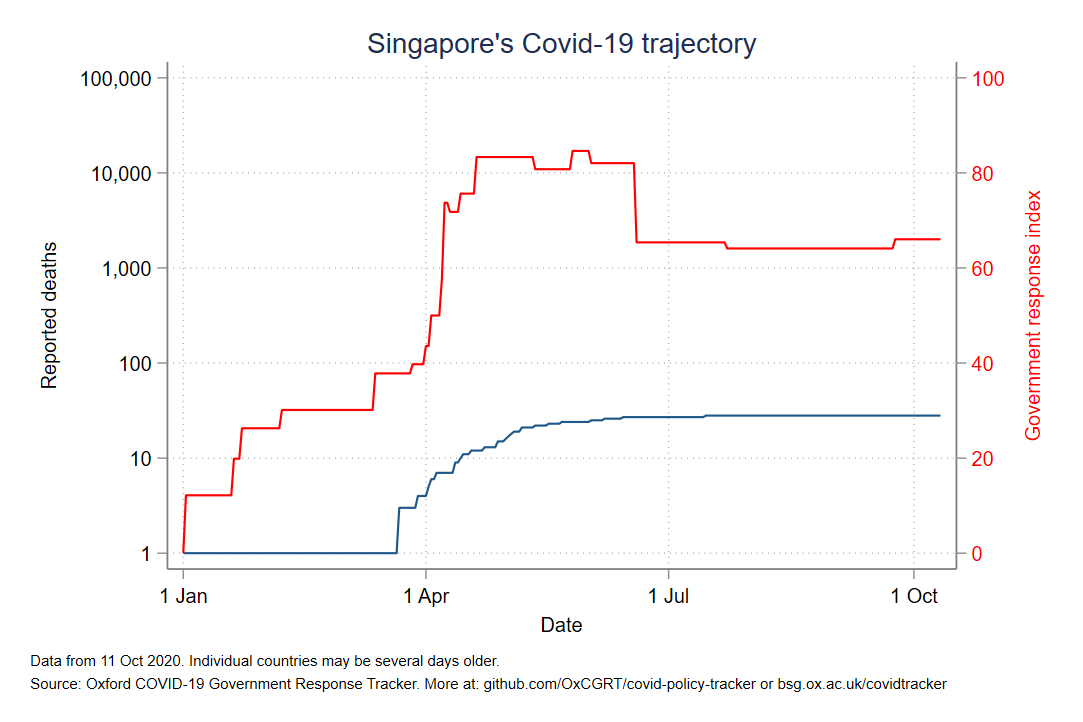 Singapore's Covid-19 trajectory
100,000
10,000
1,000
100
10
1
Reported deaths
100
80
60
40
20
0
Government response index
1 Jan
1 Apr
1 Jul
1 Oct
Date
Data from 11 Oct 2020. Individual countries may be several days older.
Source: Oxford COVID-19 Government Response Tracker. More at: github.com/OxCGRT/covid-policy-tracker or bsg.ox.ac.uk/covidtracker